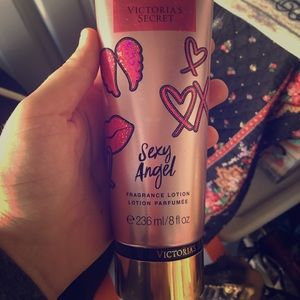 VICTORIA'S
SECRET
Sexy
Angel
FRAGRANCE LOTION
LOTION PARFUMÉE
℮ 236 ml/8 fl oz
VICTORIA'S